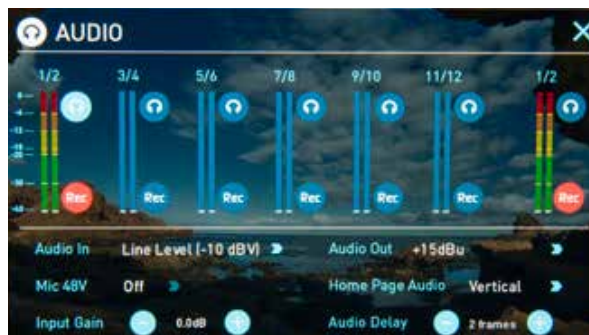 AUDIO
1/2 3/4 5/6 7/8 9/10 11/12 1/2
Rec Rec Rec Rec Rec Rec Rec
Audio In Line Level (-10 dBV) Audio Out +15dBu
Mic 48V Off Home Page Audio Vertical
Input Gain 0.0dB Audio Delay 2 frames